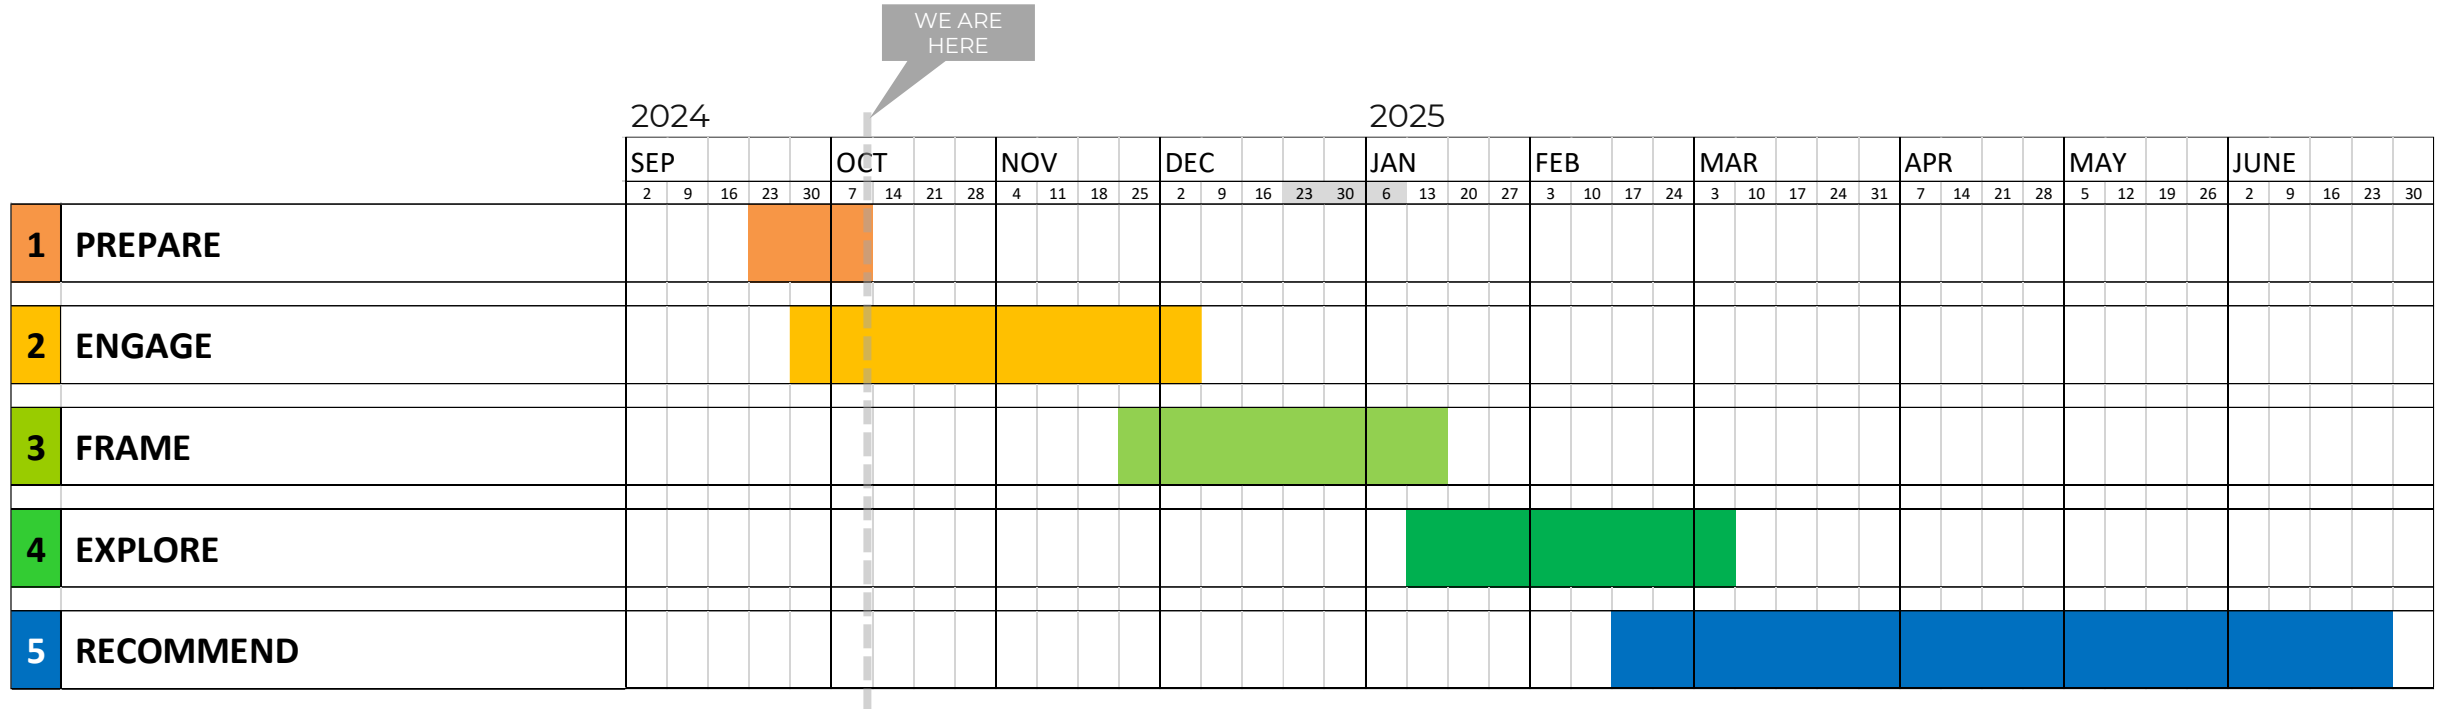 WE ARE
HERE
2024 2025
SEP OCT NOV DEC JAN FEB MAR APR MAY JUNE
2 9 16 23 30 7 14 21 28 4 11 18 25 2 9 16 23 30 6 13 20 27 3 10 17 24 3 10 17 24 31 7 14 21 28 5 12 19 26 2 9 16 23 30
1 PREPARE
2 ENGAGE
3 FRAME
4 EXPLORE
5 RECOMMEND